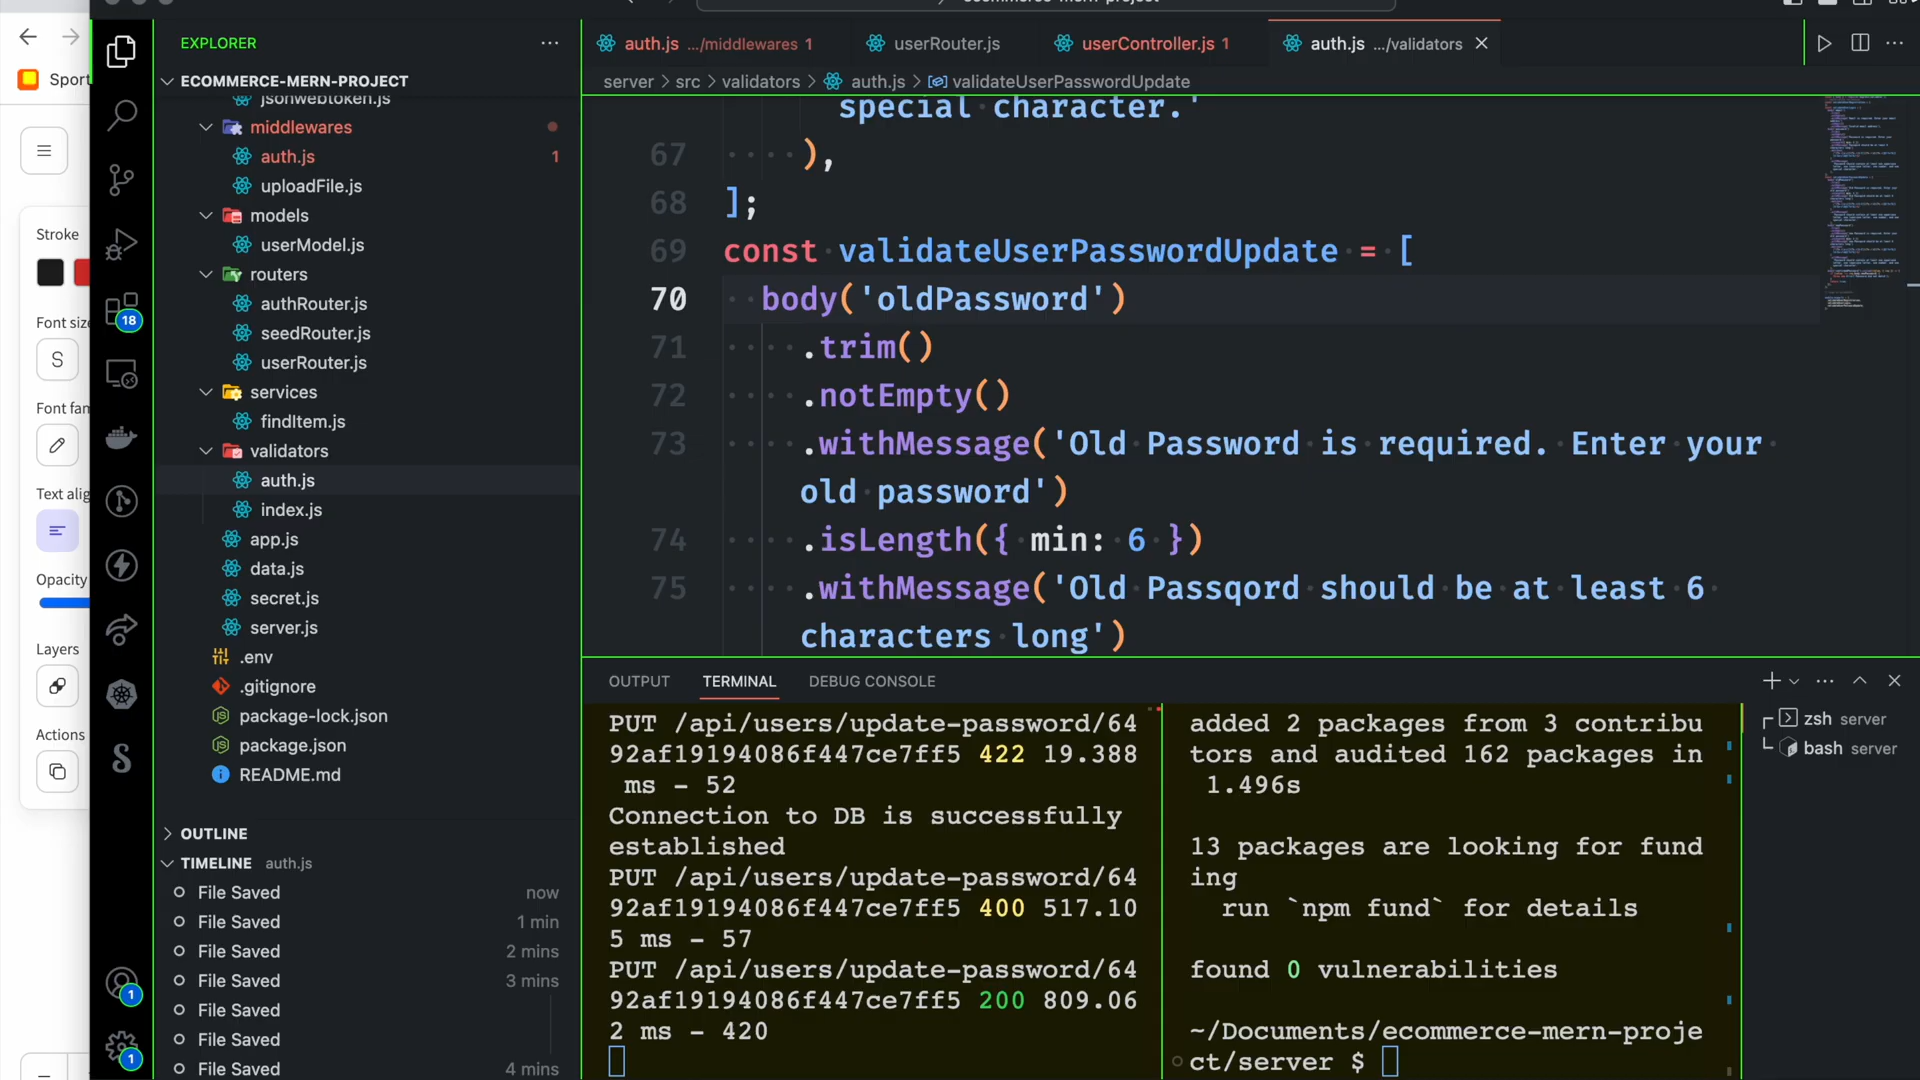 Sport
Stroke
Font size
S
Font fan
Text alig
Opacity
Layers
Actions
18
1
1
EXPLORER
ECOMMERCE-MERN-PROJECT
jsonwebtoken.js
middlewares
auth.js 1
uploadFile.js
models
userModel.js
routers
authRouter.js
seedRouter.js
userRouter.js
services
findItem.js
validators
auth.js
index.js
app.js
data.js
secret.js
server.js
.env
.gitignore
package-lock.json
package.json
README.md
OUTLINE
TIMELINE auth.js
File Saved now
File Saved 1 min
File Saved 2 mins
File Saved 3 mins
File Saved
File Saved
File Saved 4 mins
auth.js .../middlewares 1 userRouter.js userController.js 1 auth.js .../validators
server > src > validators > auth.js > validateUserPasswordUpdate
special character.'
67 ),
68 ];
69 const validateUserPasswordUpdate = [
70 body('oldPassword')
71 .trim()
72 .notEmpty()
73 .withMessage('Old Password is required. Enter your
old password')
74 .isLength({ min: 6 })
75 .withMessage('Old Passqord should be at least 6
characters long')
OUTPUT TERMINAL DEBUG CONSOLE
PUT /api/users/update-password/64
92af19194086f447ce7ff5 422 19.388
ms - 52
Connection to DB is successfully
established
PUT /api/users/update-password/64
92af19194086f447ce7ff5 400 517.10
5 ms - 57
PUT /api/users/update-password/64
92af19194086f447ce7ff5 200 809.06
2 ms - 420
added 2 packages from 3 contribu
tors and audited 162 packages in
1.496s
13 packages are looking for fund
ing
run `npm fund` for details
found 0 vulnerabilities
~/Documents/ecommerce-mern-proje
ct/server $
zsh server
bash server